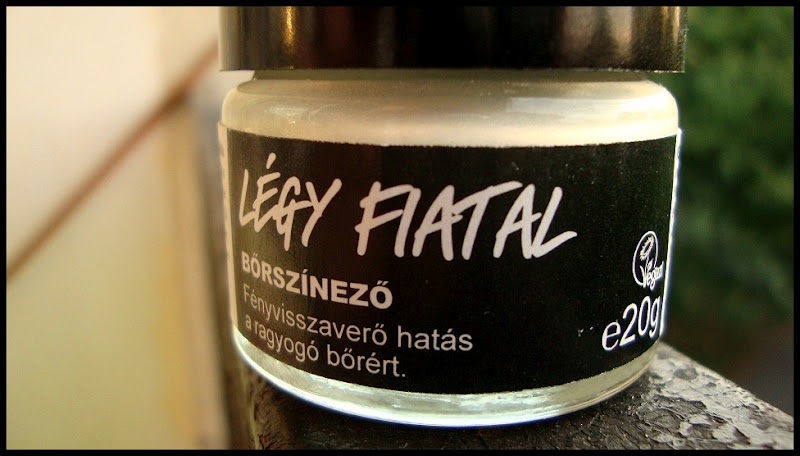 LÉGY FIATAL
BŐRSZÍNEZŐ
Fényvisszaverő hatás
a ragyogó bőrért.
Vegan
e20g